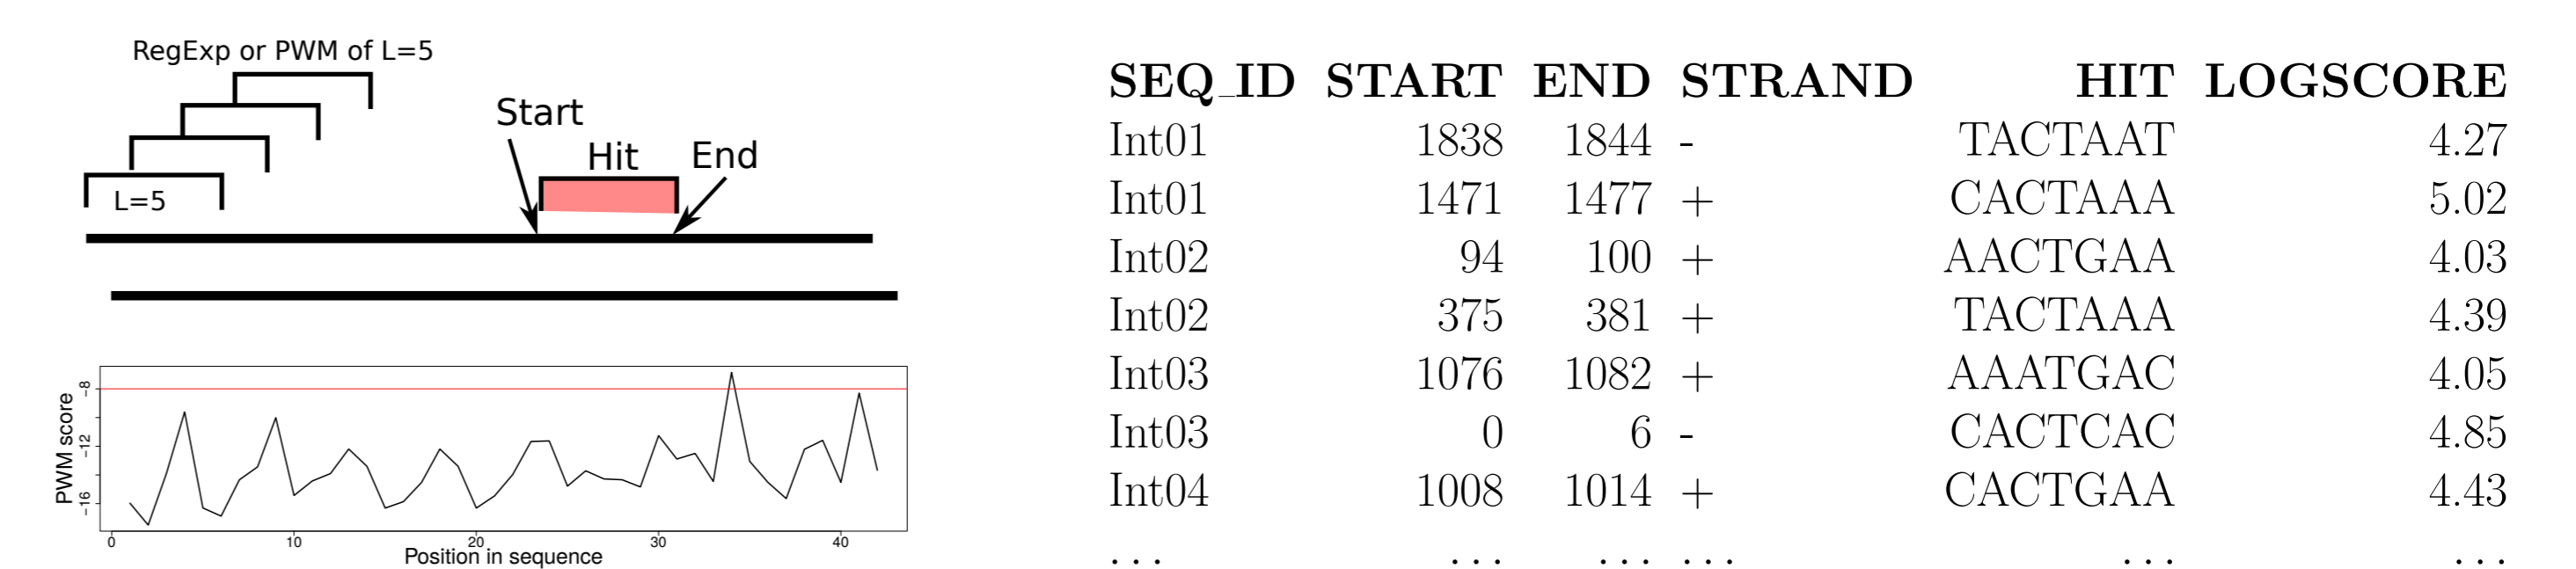 RegExp or PWM of L=5
Start
Hit
End
L=5
PWM score
-8
-12
-16
0 10 20 30 40
Position in sequence
SEQ_ID START END STRAND HIT LOGSCORE
Int01 1838 1844 - TACTAAT 4.27
Int01 1471 1477 + CACTAAA 5.02
Int02 94 100 + AACTGAA 4.03
Int02 375 381 + TACTAAA 4.39
Int03 1076 1082 + AAATGAC 4.05
Int03 0 6 - CACTCAC 4.85
Int04 1008 1014 + CACTGAA 4.43
... ... ... ... ... ...